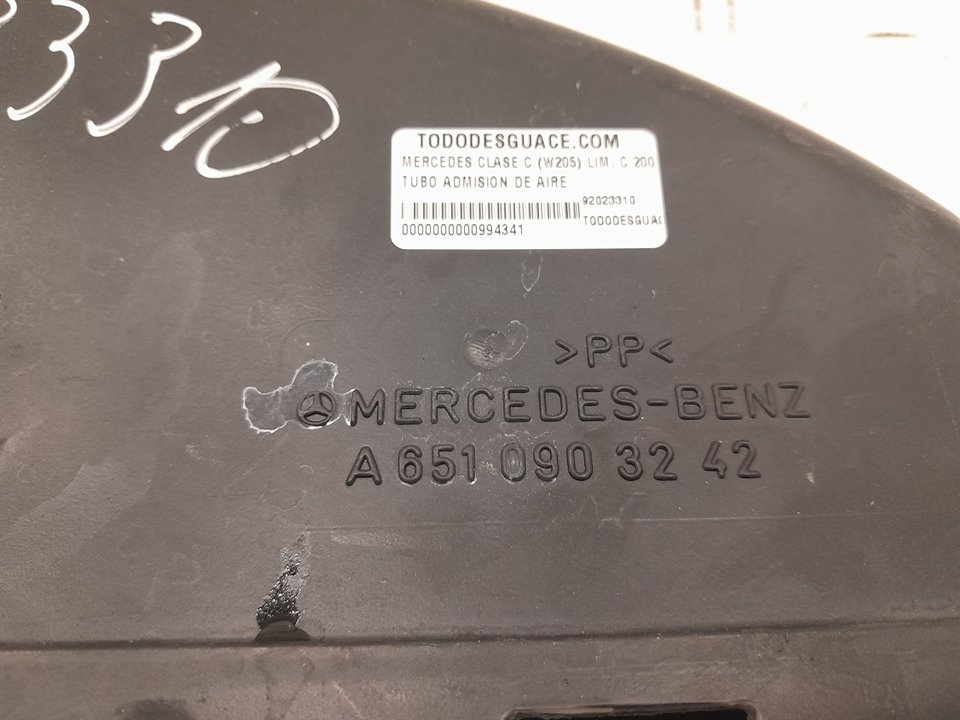 3310
TODODESGUACE.COM
MERCEDES CLASE C (W205) LIM. C 200
TUBO ADMISION DE AIRE
92023310
TODODESGUA
0000000000994341
>PP<
MERCEDES-BENZ
A 651 090 32 42